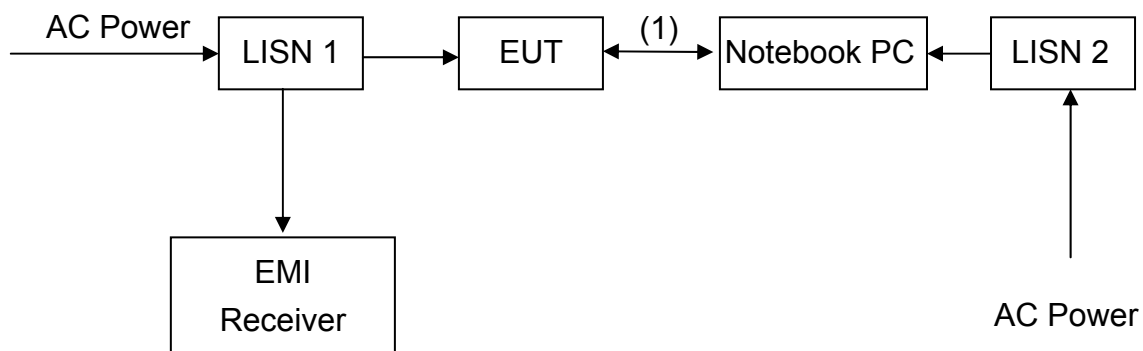 AC Power
LISN 1
EUT
(1)
Notebook PC
LISN 2
EMI
Receiver
AC Power